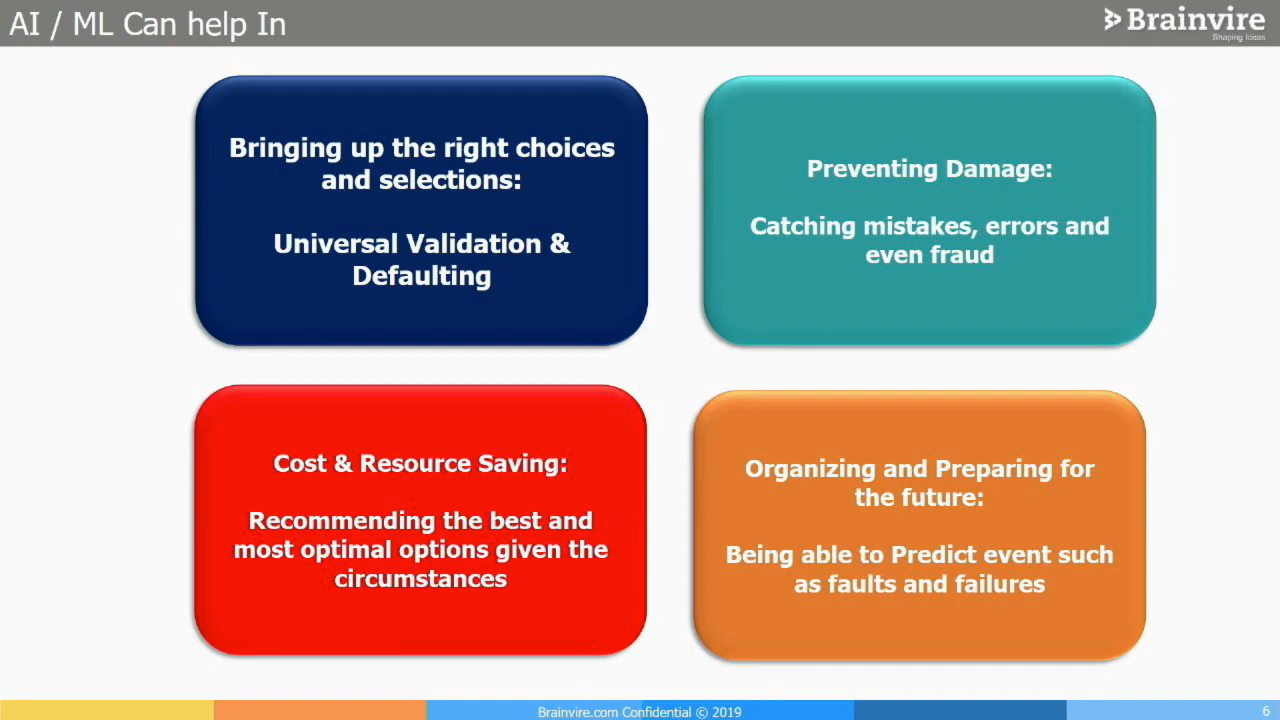 AI / ML Can help In
Brainvire
Shaping Ideas
Bringing up the right choices
and selections:
Universal Validation &
Defaulting
Preventing Damage:
Catching mistakes, errors and
even fraud
Cost & Resource Saving:
Recommending the best and
most optimal options given the
circumstances
Organizing and Preparing for
the future:
Being able to Predict event such
as faults and failures
Brainvire.com Confidential © 2019
6